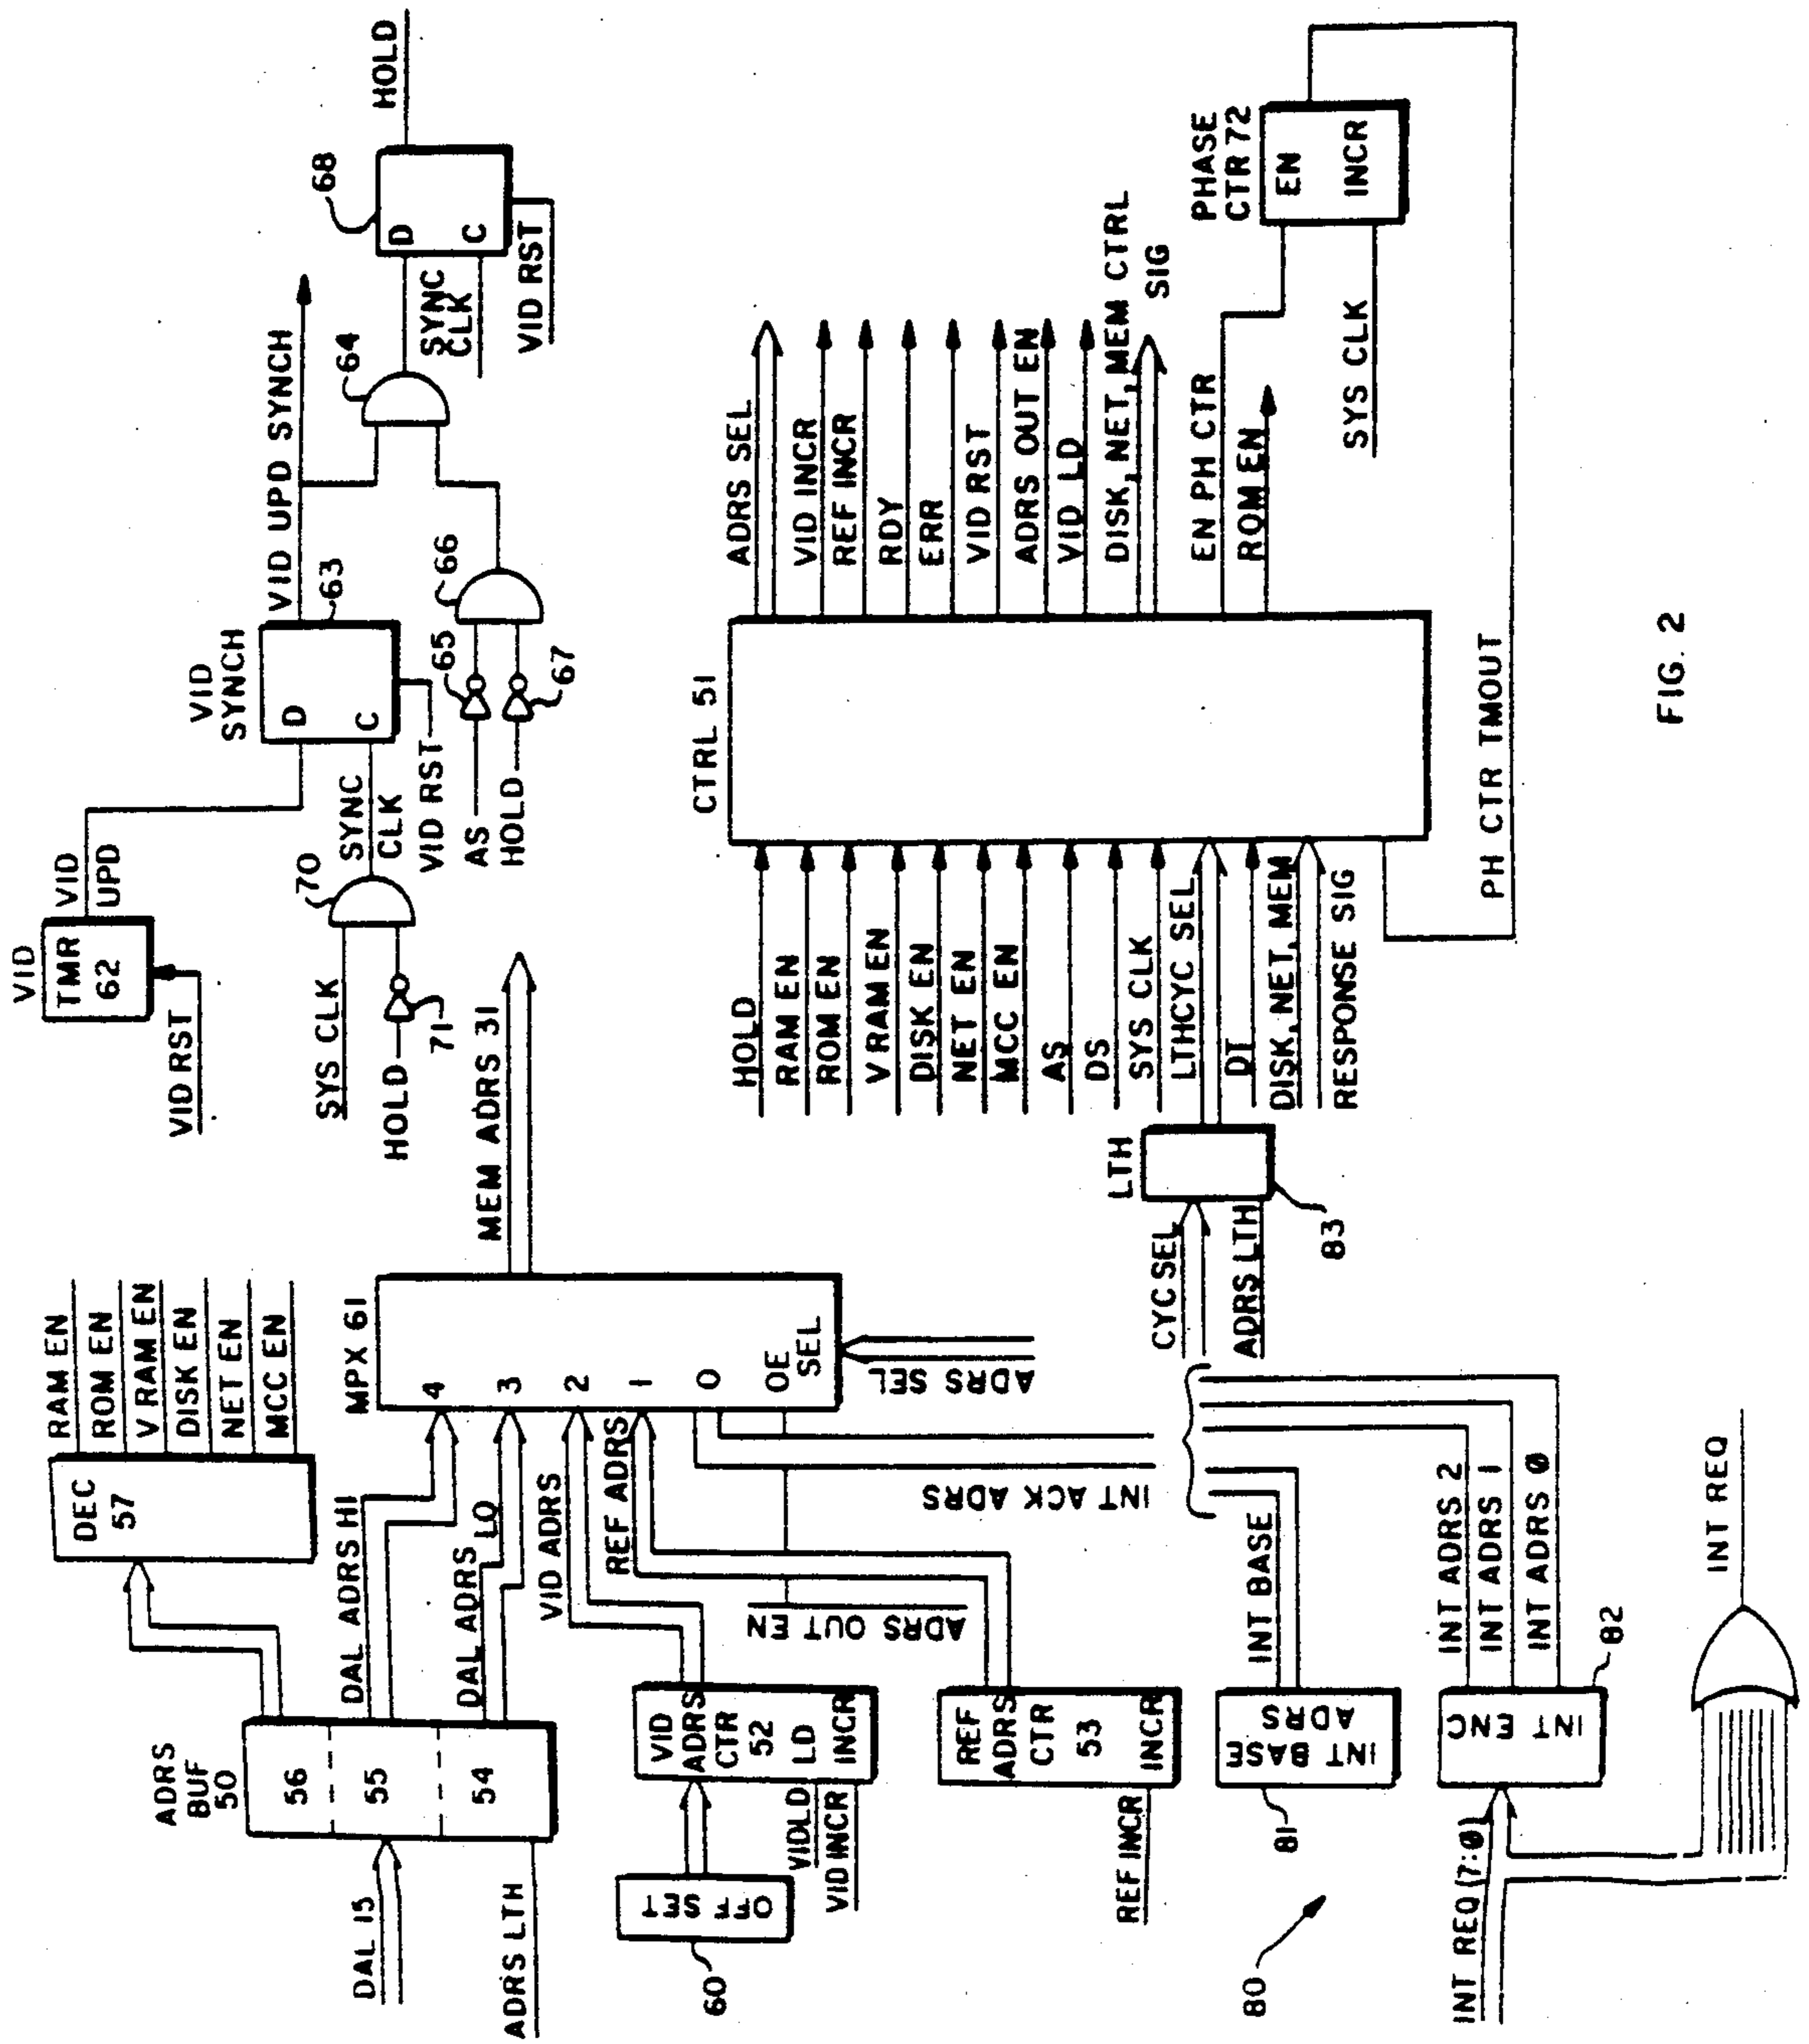 ADRS
BUF
50
56
55
54
DAL 15
ADRS LTH
DEC
57
RAM EN
ROM EN
V RAM EN
DISK EN
NET EN
MCC EN
DAL ADRS HI
DAL ADRS LO
VID ADRS
REF ADRS
MPX 61
4
3
2
1
0
OE
SEL
MEM ADRS 31
ADRS SEL
INT ACK ADRS
ADRS OUT EN
OFF
SET
60
VID
ADRS
CTR
52
LD
INCR
VIDLD
VID INCR
REF
ADRS
CTR
53
INCR
REF INCR
80
INT BASE
ADRS
81
INT BASE
INT ENC
82
INT REQ (7:0)
INT ADRS 2
INT ADRS 1
INT ADRS 0
INT REQ
VID
TMR
62
VID RST
VID
UPD
SYS CLK
HOLD
71
70
SYNC
CLK
VID
SYNCH
D
C
63
VID RST
VID UPD SYNCH
AS
HOLD
65
67
66
64
68
D
C
SYNC
CLK
VID RST
HOLD
CTRL 51
HOLD
RAM EN
ROM EN
V RAM EN
DISK EN
NET EN
MCC EN
AS
DS
SYS CLK
LTHCYC SEL
DT
DISK, NET, MEM
RESPONSE SIG
LTH
83
CYC SEL
ADRS LTH
ADRS SEL
VID INCR
REF INCR
RDY
ERR
VID RST
ADRS OUT EN
VID LD
DISK, NET, MEM CTRL
SIG
EN PH CTR
ROM EN
PHASE
CTR 72
EN
INCR
SYS CLK
PH CTR TMOUT
FIG. 2